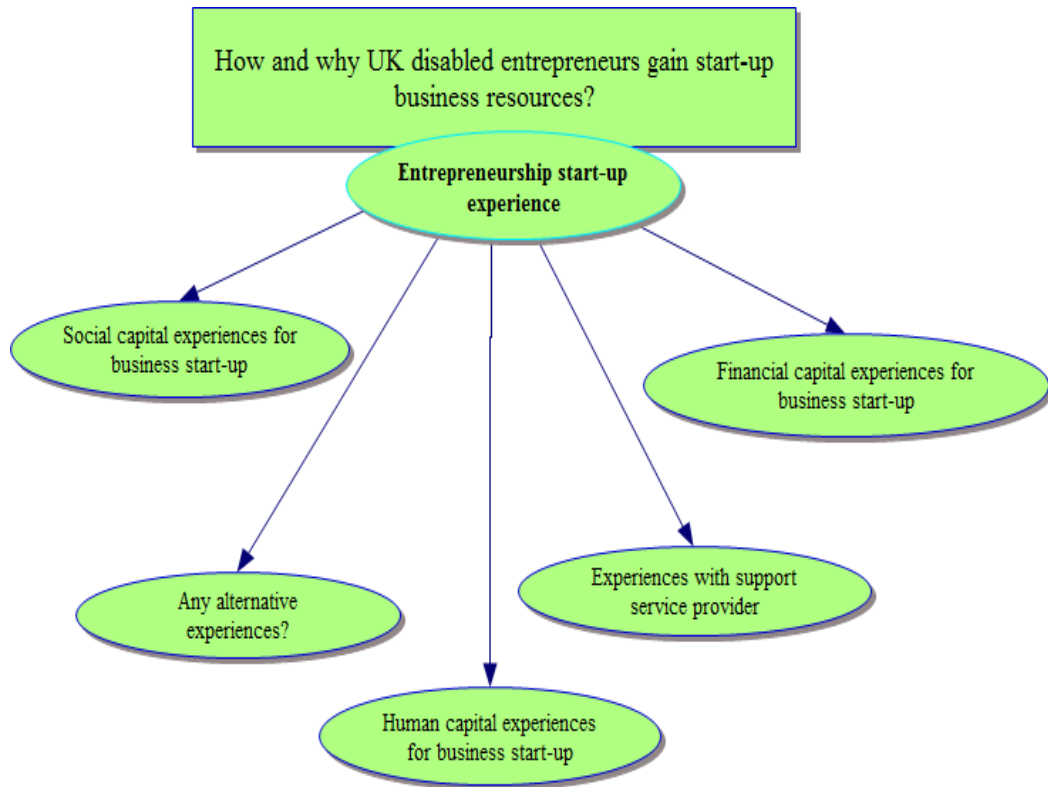 How and why UK disabled entrepreneurs gain start-up
business resources?
Entrepreneurship start-up
experience
Social capital experiences for
business start-up
Financial capital experiences for
business start-up
Any alternative
experiences?
Experiences with support
service provider
Human capital experiences
for business start-up